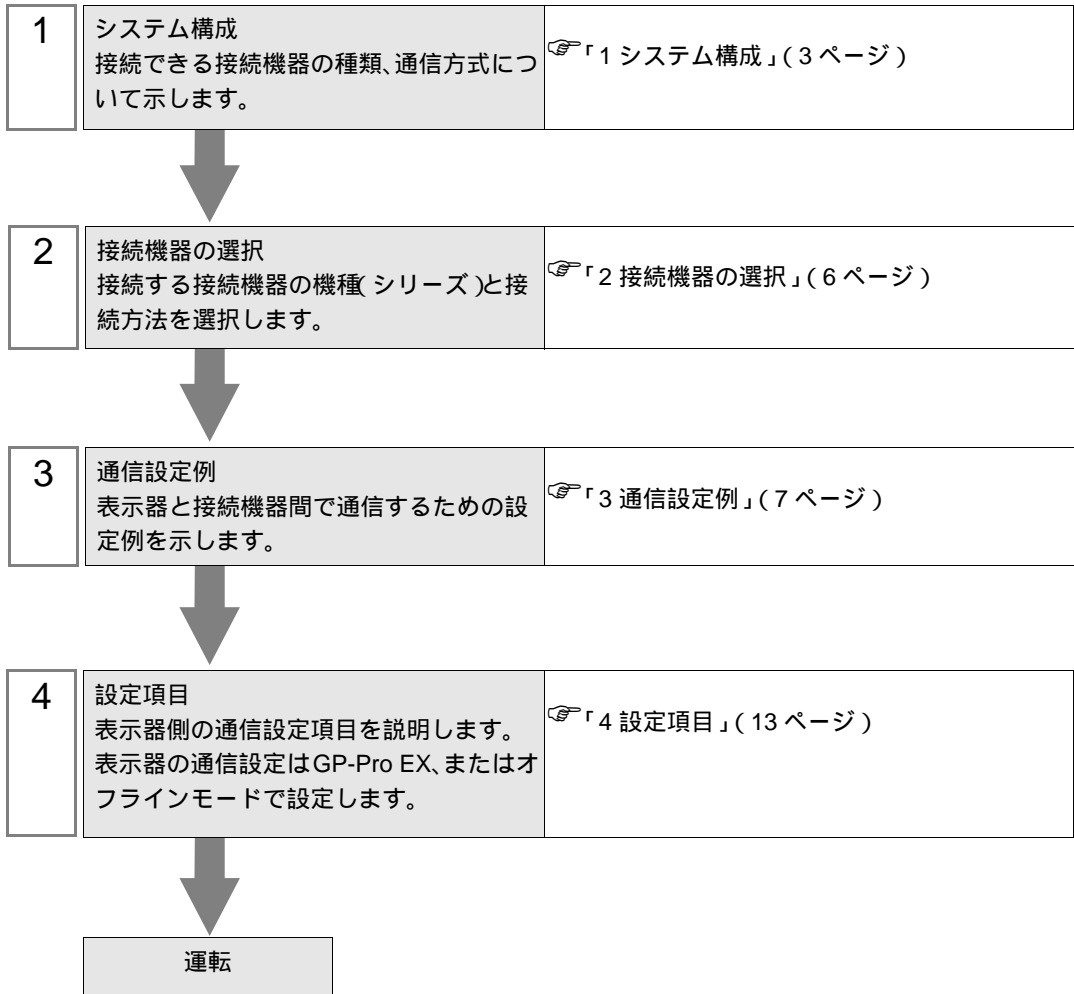 1
システム構成
接続できる接続機器の種類、通信方式につ
いて示します。
☞「1 システム構成」(3 ページ)
2
接続機器の選択
接続する接続機器の機種(シリーズ)と接
続方法を選択します。
☞「2 接続機器の選択」(6 ページ)
3
通信設定例
表示器と接続機器間で通信するための設
定例を示します。
☞「3 通信設定例」(7 ページ)
4
設定項目
表示器側の通信設定項目を説明します。
表示器の通信設定はGP-Pro EX、またはオ
フラインモードで設定します。
☞「4 設定項目」(13 ページ)
運転